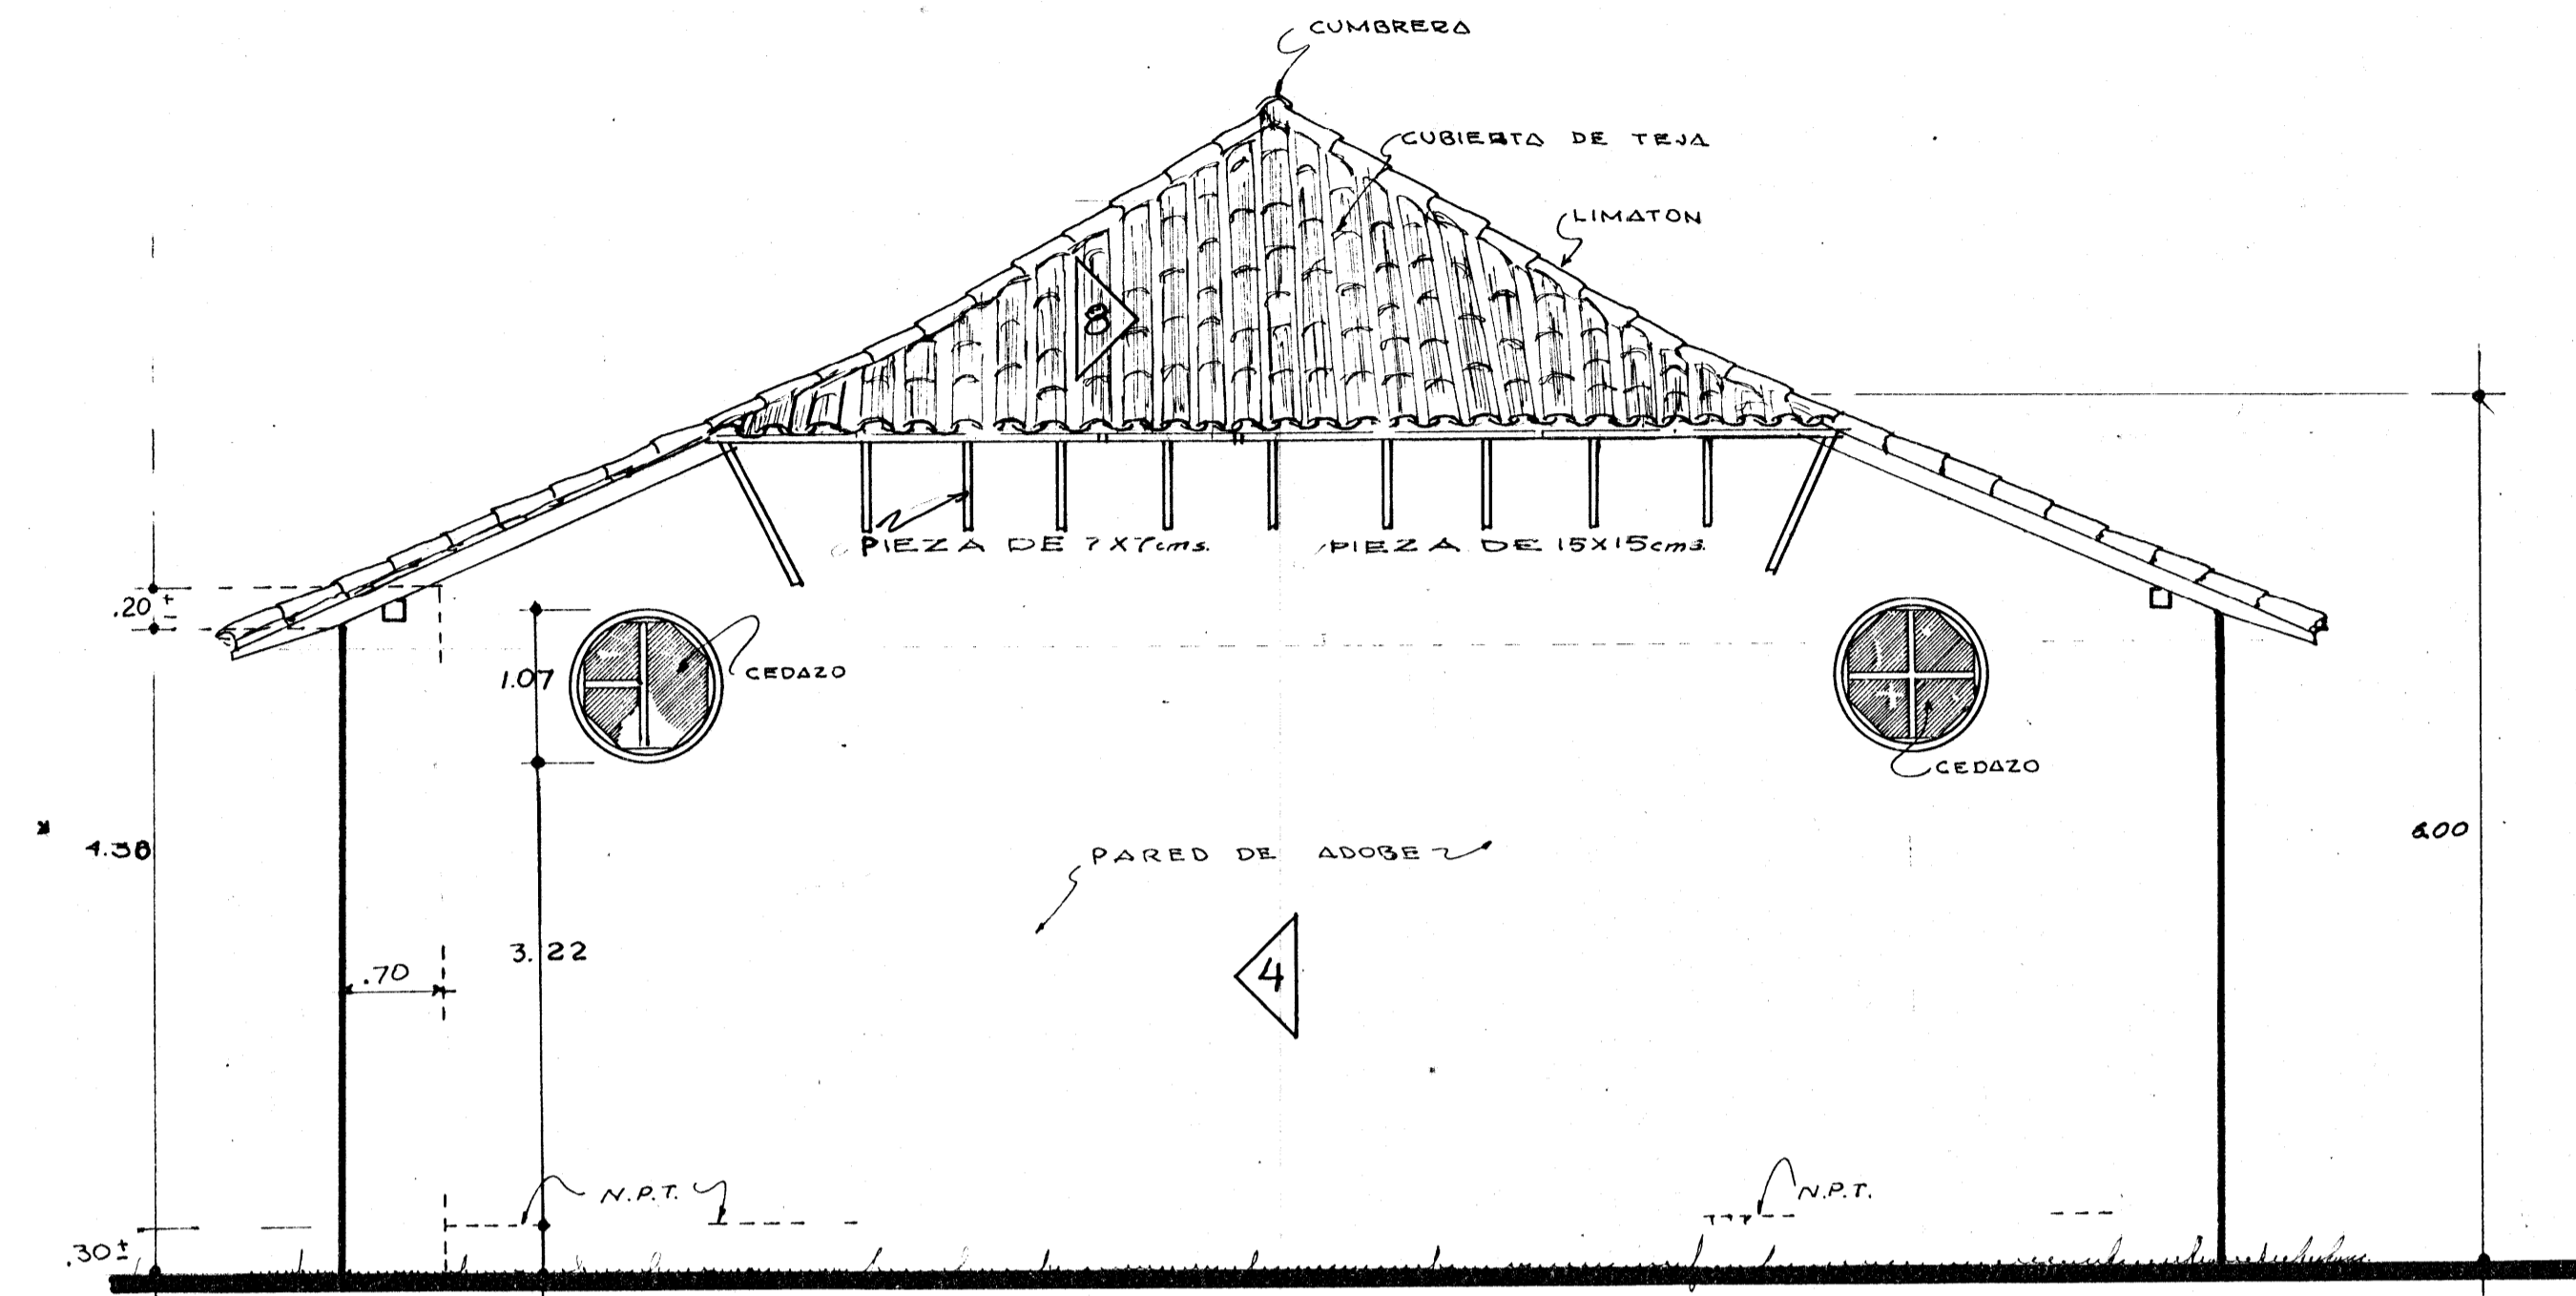 CUMBRERA
CUBIERTA DE TEJA
LIMATON
8
PIEZA DE 7X7cms.
PIEZA DE 15X15cms.
.20±
1.07
CEDAZO
CEDAZO
4.38
6.00
PARED DE ADOBE
3.22
.70
4
N.P.T.
N.P.T.
.30±